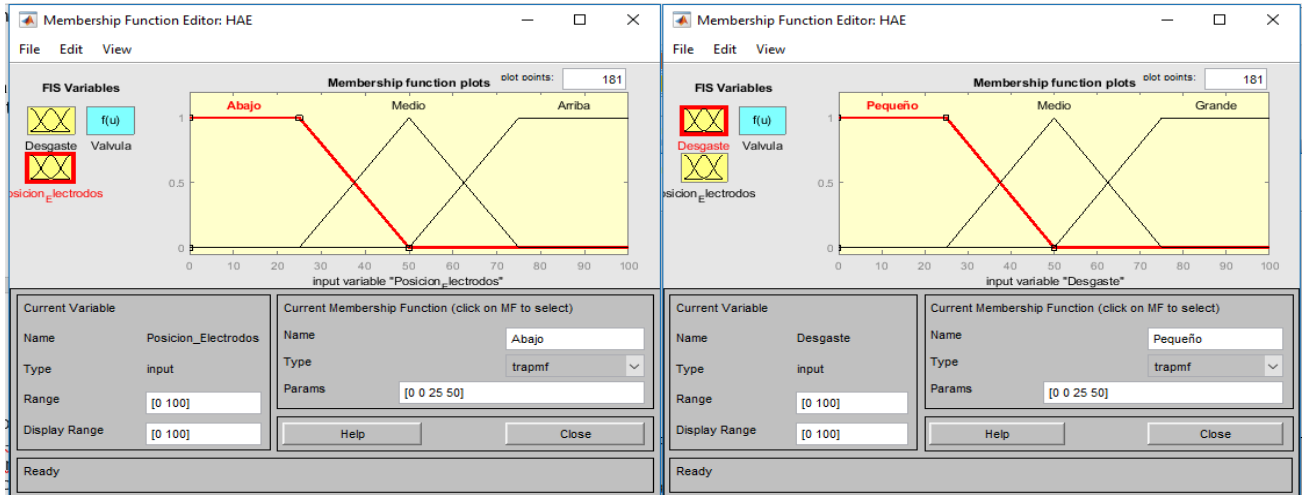 Membership Function Editor: HAE
File Edit View
FIS Variables
f(u)
Desgaste Valvula
osicion_Electrodos
Membership function plots plot points: 181
Abajo Medio Arriba
1
0.5
0
0 10 20 30 40 50 60 70 80 90 100
input variable "Posicion_Electrodos"
Current Variable
Name Posicion_Electrodos
Type input
Range [0 100]
Display Range [0 100]
Current Membership Function (click on MF to select)
Name Abajo
Type trapmf
Params [0 0 25 50]
Help Close
Ready
Membership Function Editor: HAE
File Edit View
FIS Variables
f(u)
Desgaste Valvula
osicion_Electrodos
Membership function plots plot points: 181
Pequeño Medio Grande
1
0.5
0
0 10 20 30 40 50 60 70 80 90 100
input variable "Desgaste"
Current Variable
Name Desgaste
Type input
Range [0 100]
Display Range [0 100]
Current Membership Function (click on MF to select)
Name Pequeño
Type trapmf
Params [0 0 25 50]
Help Close
Ready